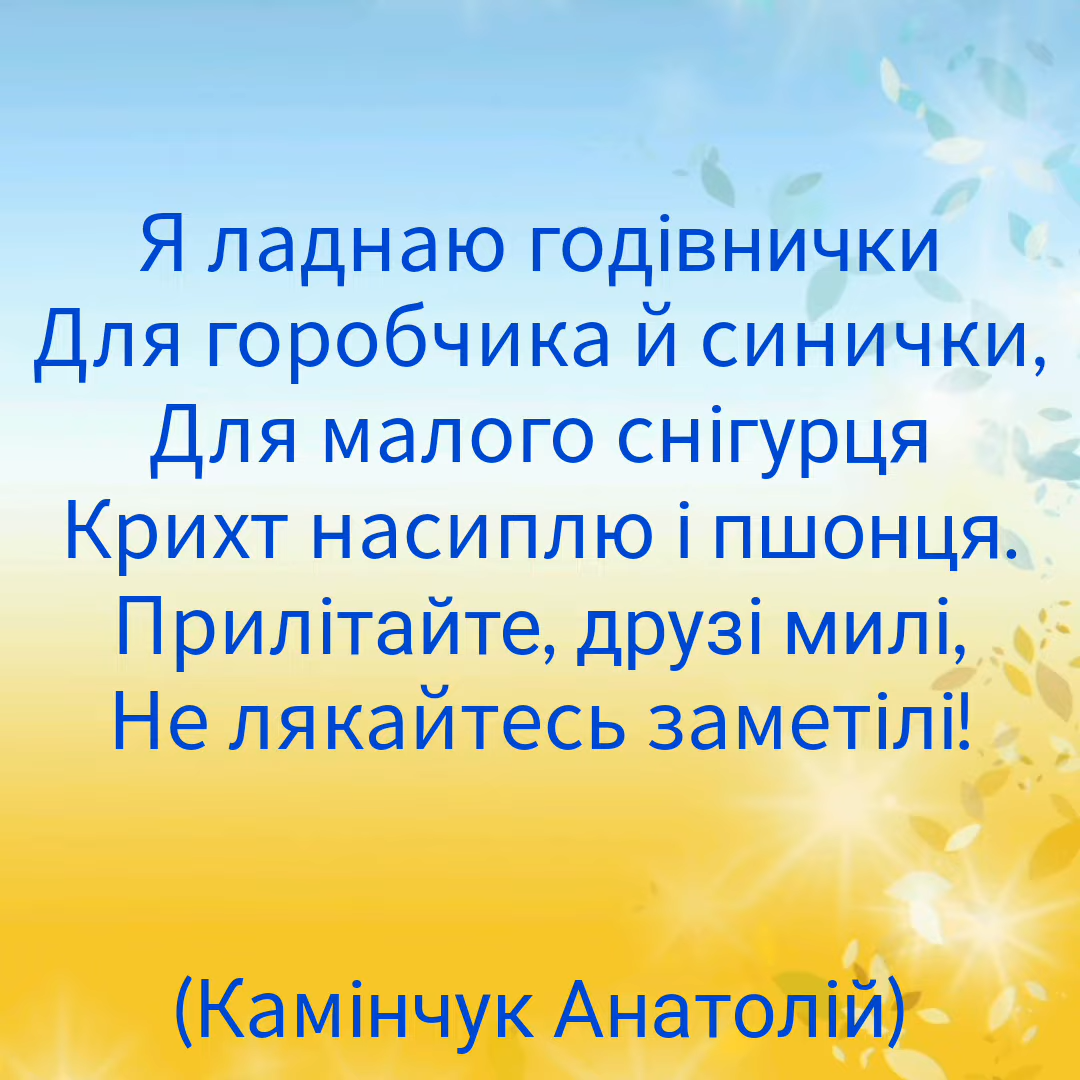 Я ладнаю годівнички
Для горобчика й синички,
Для малого снігурця
Крихт насиплю і пшонця.
Прилітайте, друзі милі,
Не лякайтесь заметілі!
(Камінчук Анатолій)